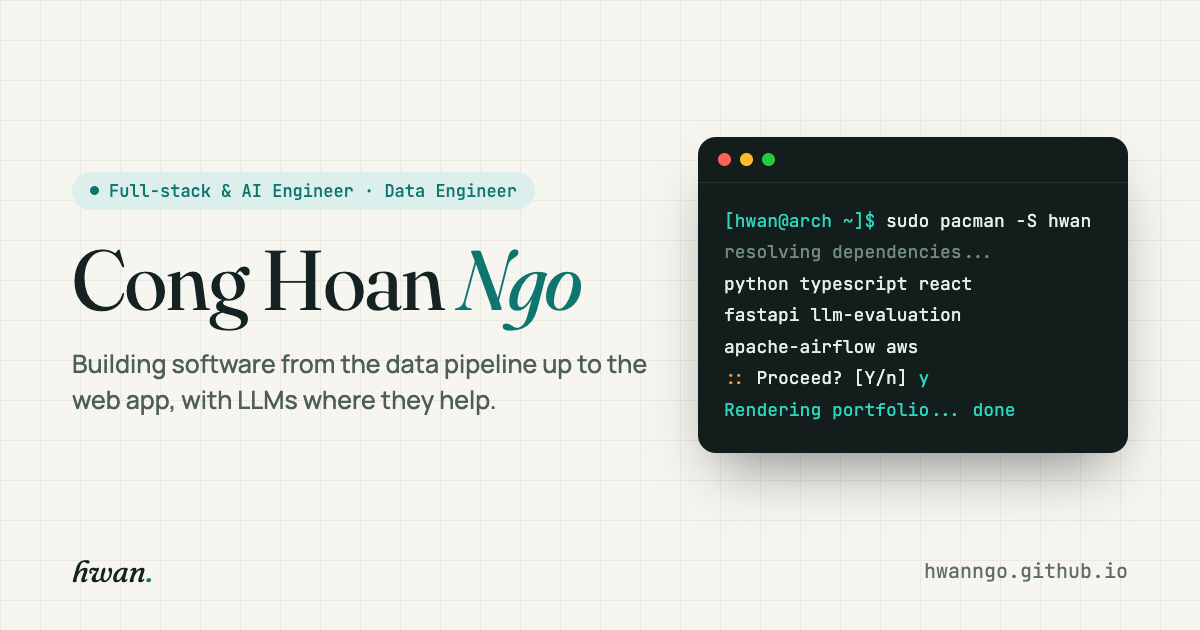 Full-stack & AI Engineer · Data Engineer
Cong Hoan Ngo
Building software from the data pipeline up to the
web app, with LLMs where they help.
[hwan@arch ~]$ sudo pacman -S hwan
resolving dependencies...
python typescript react
fastapi llm-evaluation
apache-airflow aws
:: Proceed? [Y/n] y
Rendering portfolio... done
hwan.
hwanngo.github.io